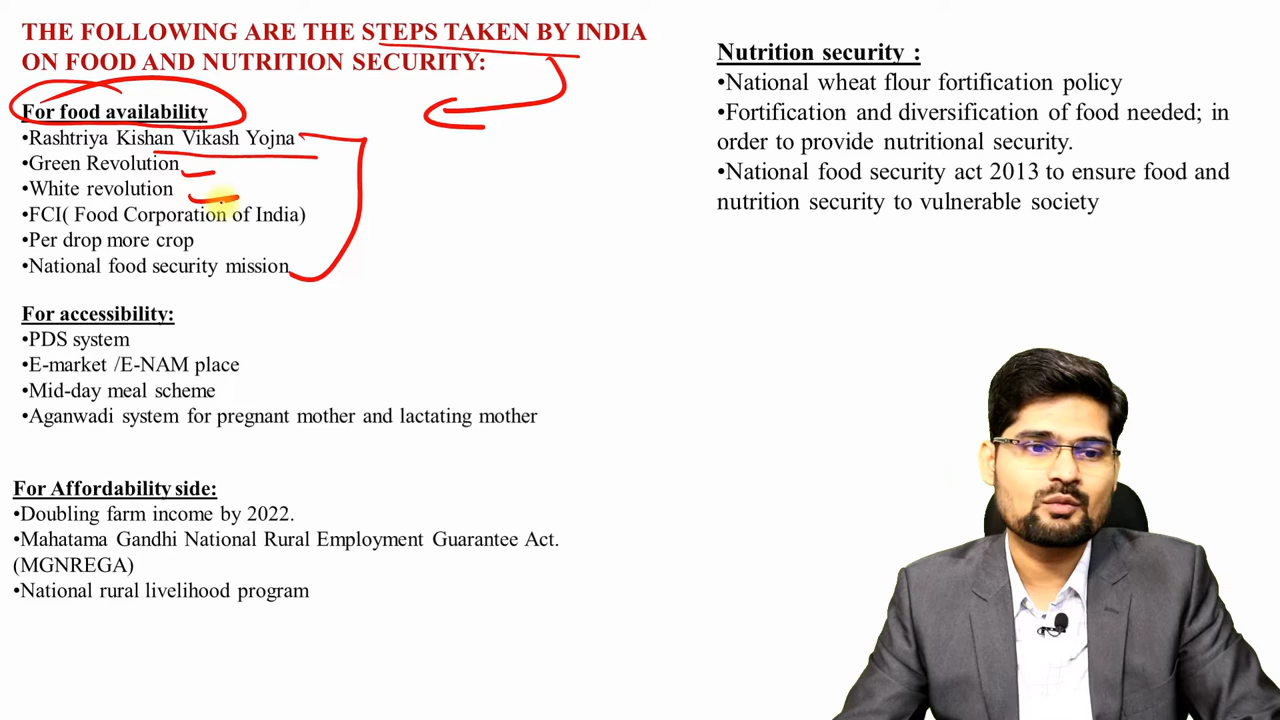 THE FOLLOWING ARE THE STEPS TAKEN BY INDIA
ON FOOD AND NUTRITION SECURITY:
For food availability
•Rashtriya Kishan Vikash Yojna
•Green Revolution
•White revolution
•FCI( Food Corporation of India)
•Per drop more crop
•National food security mission
For accessibility:
•PDS system
•E-market /E-NAM place
•Mid-day meal scheme
•Aganwadi system for pregnant mother and lactating mother
For Affordability side:
•Doubling farm income by 2022.
•Mahatama Gandhi National Rural Employment Guarantee Act.
(MGNREGA)
•National rural livelihood program
Nutrition security :
•National wheat flour fortification policy
•Fortification and diversification of food needed; in
order to provide nutritional security.
•National food security act 2013 to ensure food and
nutrition security to vulnerable society